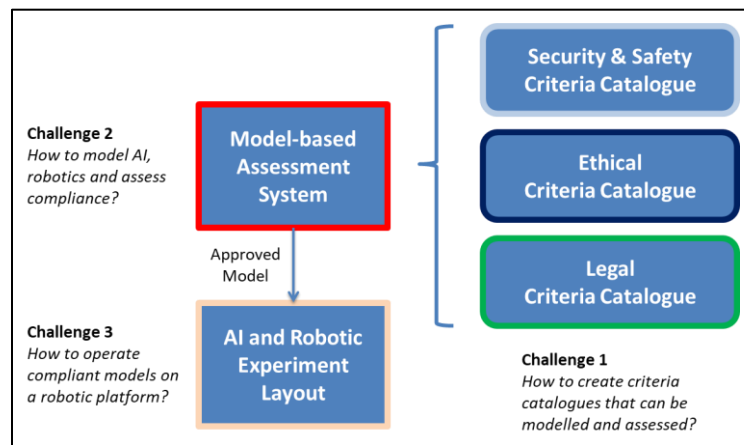 Challenge 2
How to model AI,
robotics and assess
compliance?
Model-based
Assessment
System
Approved
Model
Challenge 3
How to operate
compliant models on
a robotic platform?
AI and Robotic
Experiment
Layout
Security & Safety
Criteria Catalogue
Ethical
Criteria Catalogue
Legal
Criteria Catalogue
Challenge 1
How to create criteria
catalogues that can be
modelled and assessed?